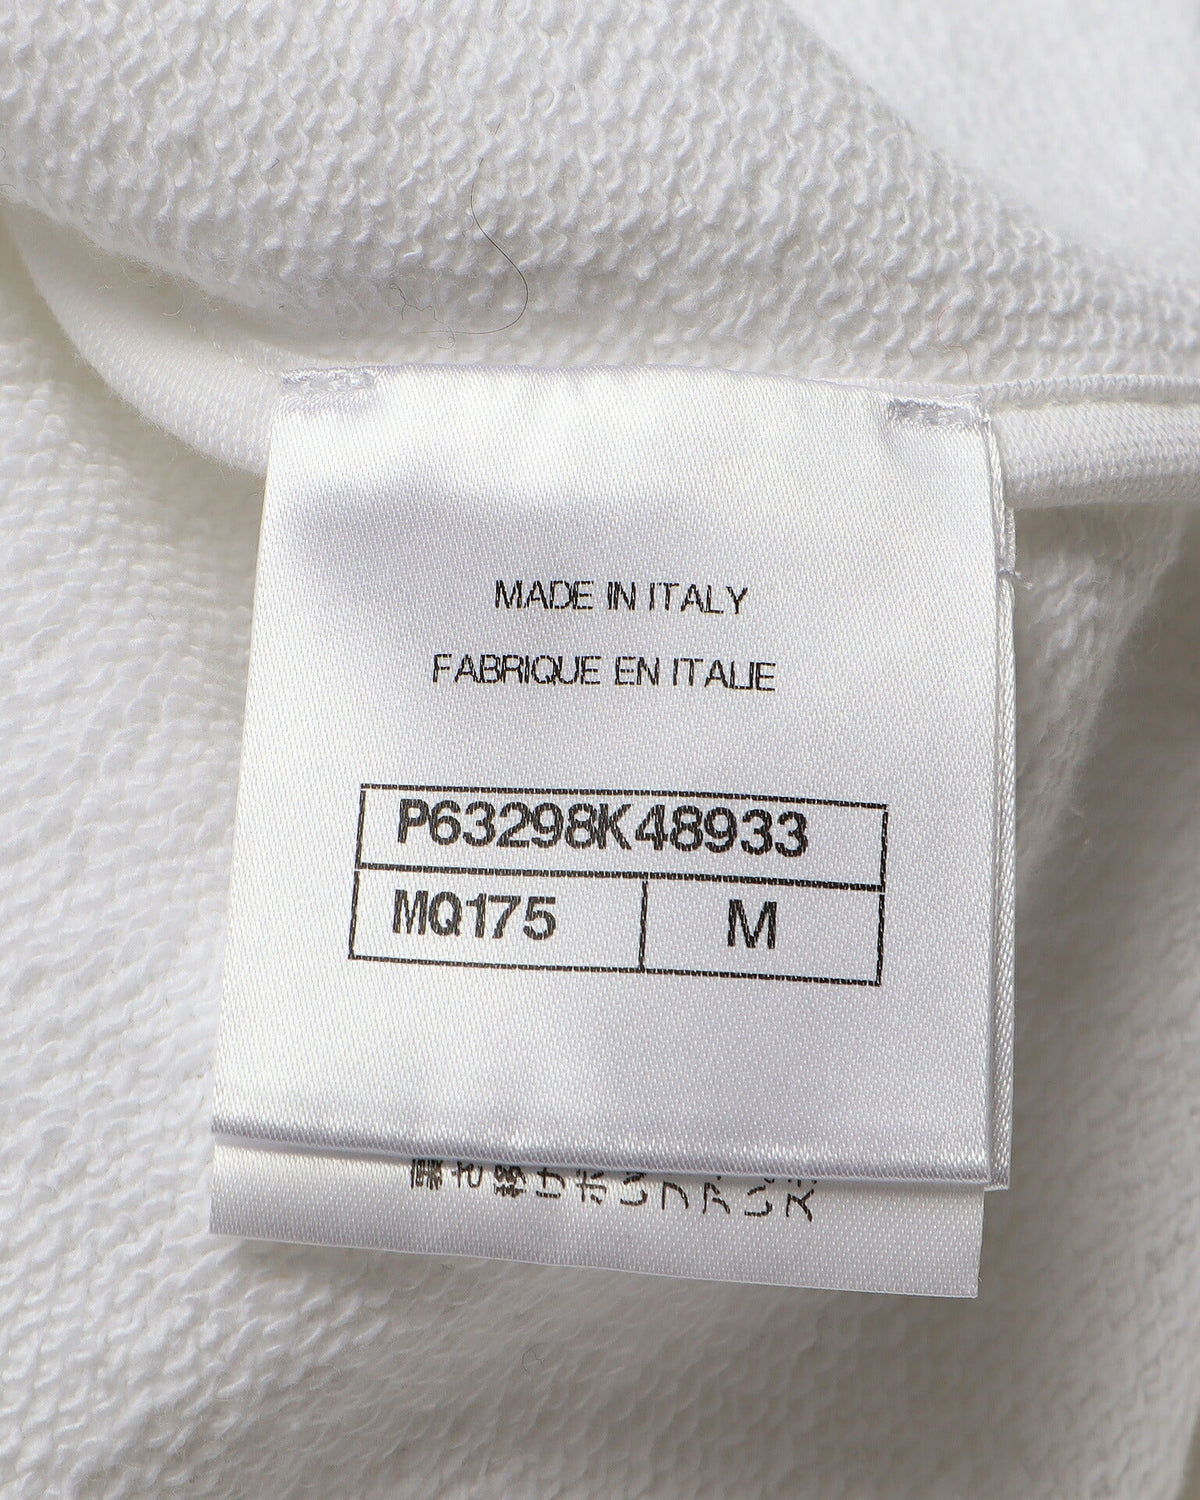 MADE IN ITALY
FABRIQUE EN ITALIE
P63298K48933
MQ175 M